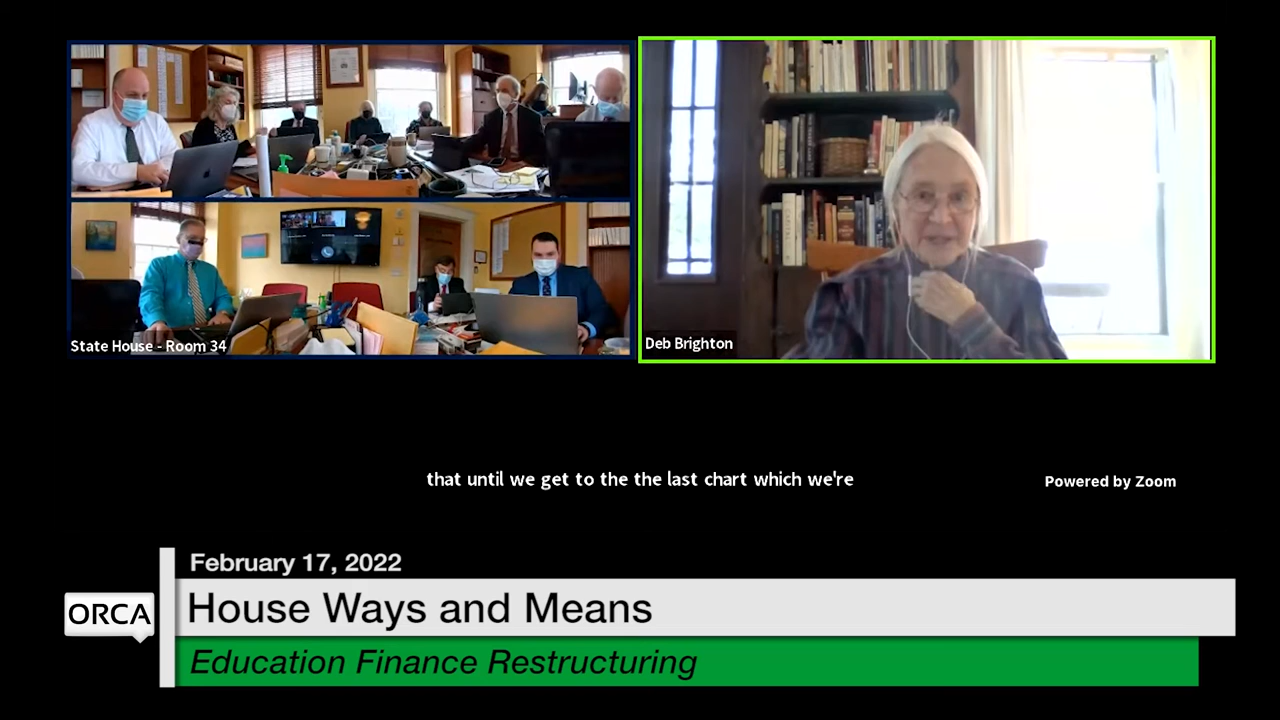 State House - Room 34
Deb Brighton
that until we get to the the last chart which we're
Powered by Zoom
February 17, 2022
ORCA
House Ways and Means
Education Finance Restructuring